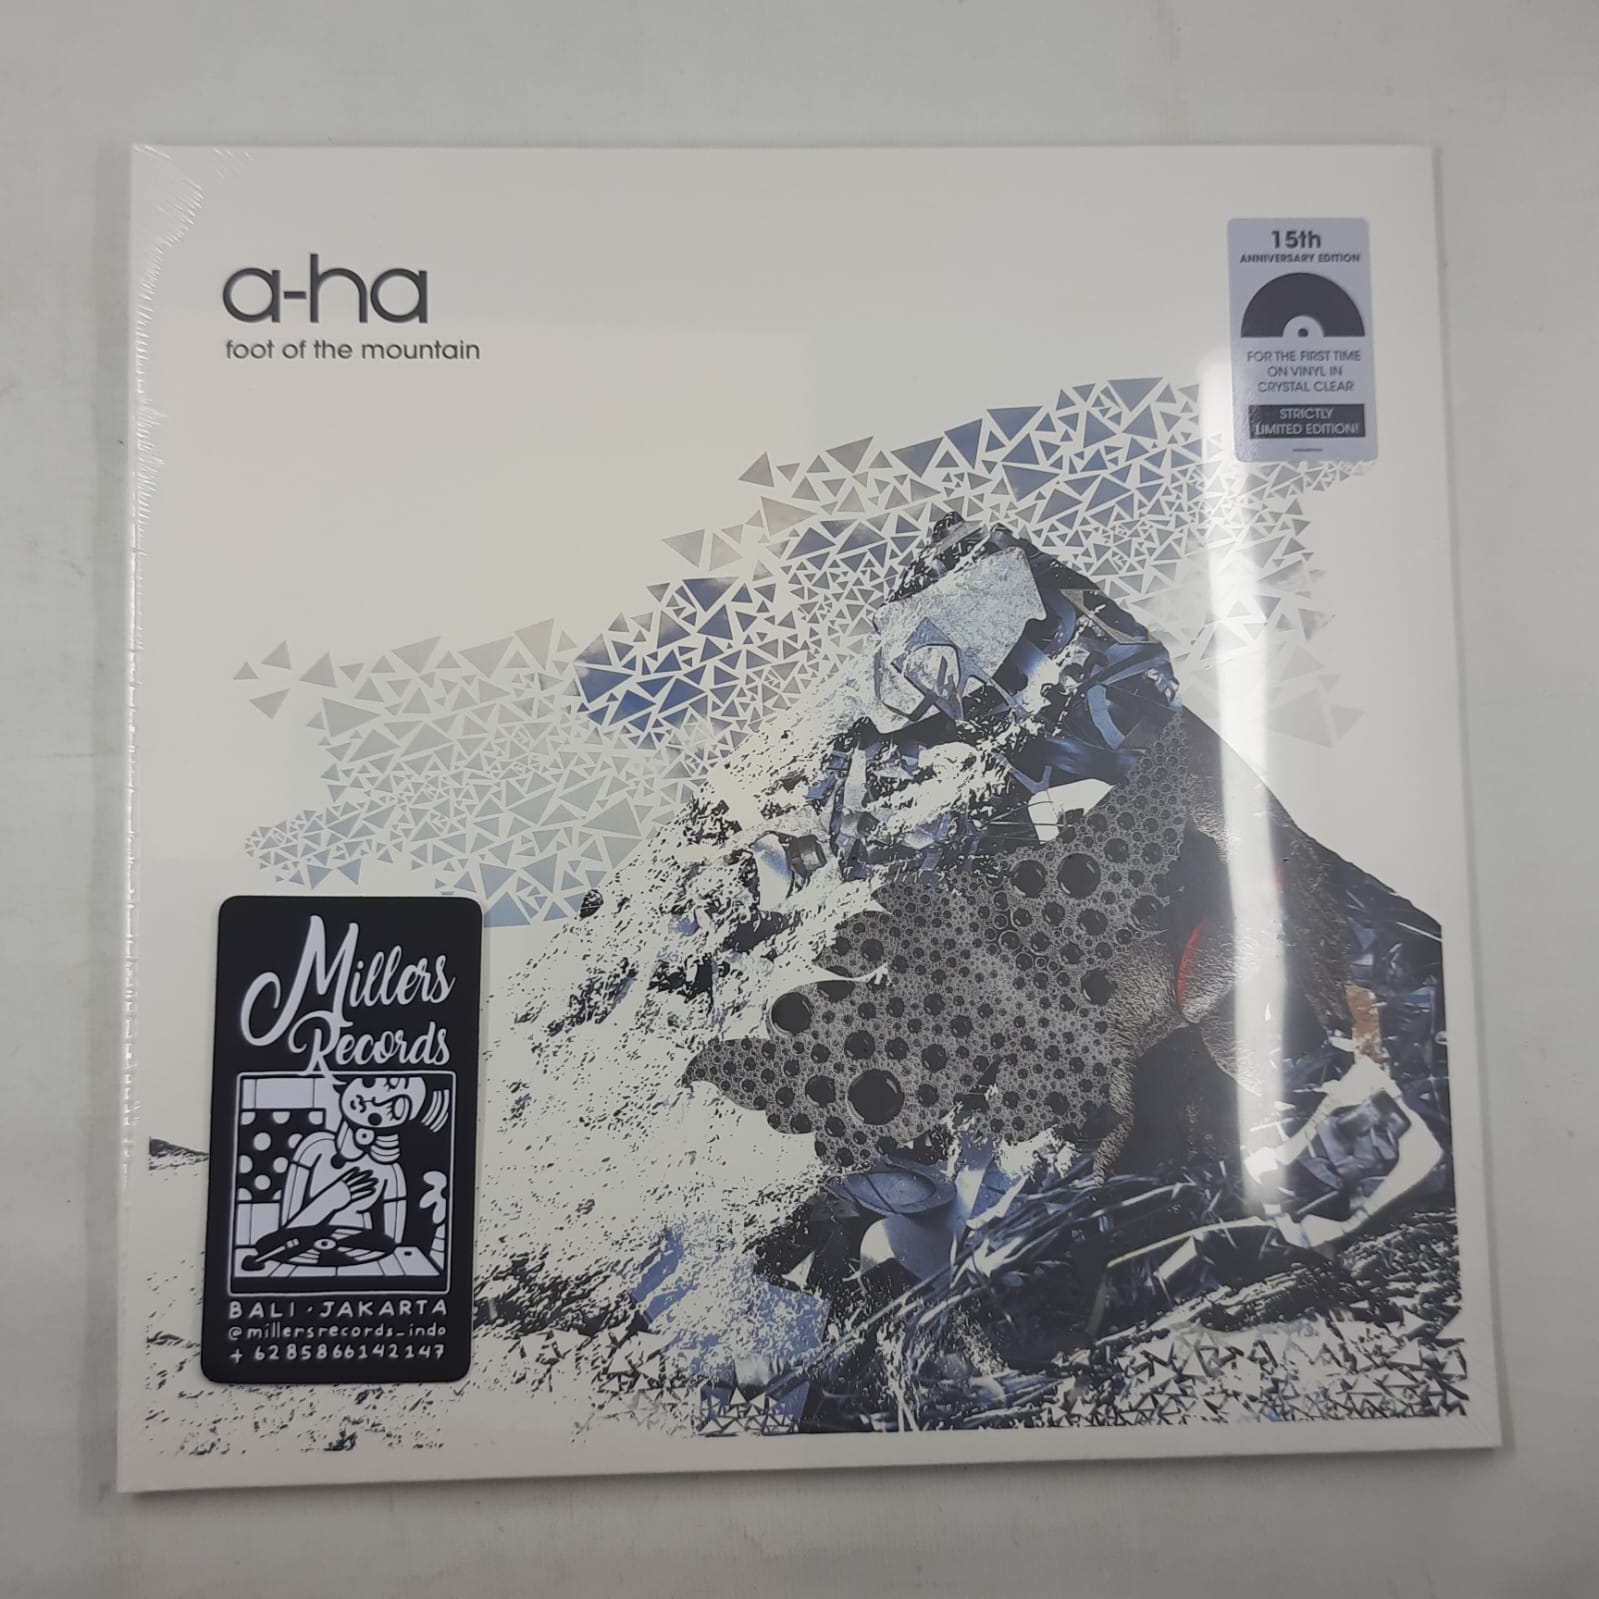 a-ha
foot of the mountain
15th
ANNIVERSARY EDITION
FOR THE FIRST TIME
ON VINYL IN
CRYSTAL CLEAR
STRICTLY
LIMITED EDITION!
Millers
Records
BALI · JAKARTA
@millersrecords_indo
+ 6285866142147